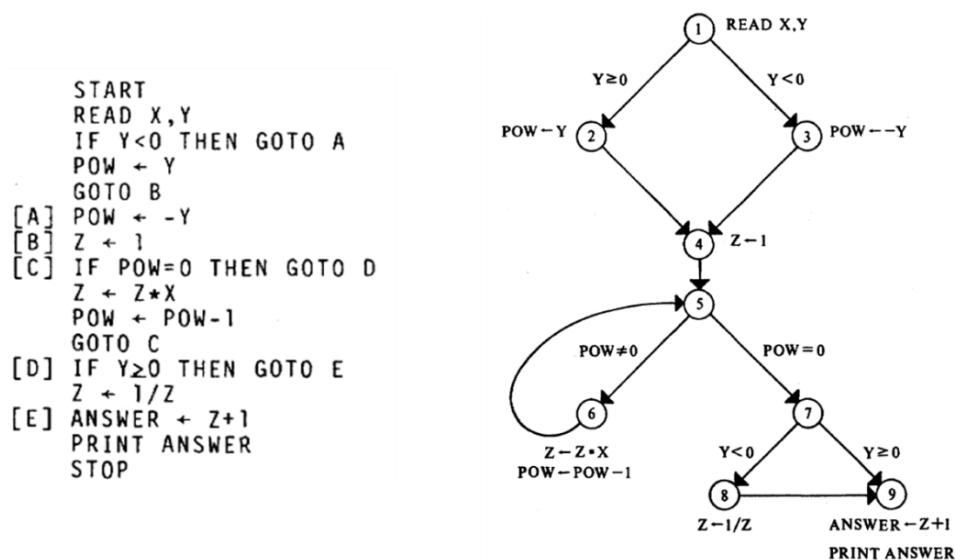 START
READ X,Y
IF Y<0 THEN GOTO A
POW ← Y
GOTO B
[A] POW ← -Y
[B] Z ← 1
[C] IF POW=0 THEN GOTO D
Z ← Z*X
POW ← POW-1
GOTO C
[D] IF Y≥0 THEN GOTO E
Z ← 1/Z
[E] ANSWER ← Z+1
PRINT ANSWER
STOP
1 READ X,Y
Y≥0 Y<0
POW←Y 2 3 POW←−Y
4 Z←1
5
POW≠0 POW=0
6 7
Z←Z*X
POW←POW−1
Y<0 Y≥0
8 9
Z←1/Z ANSWER←Z+1
PRINT ANSWER